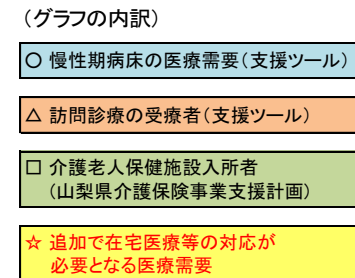 （グラフの内訳）
○ 慢性期病床の医療需要（支援ツール）
△ 訪問診療の受療者（支援ツール）
□ 介護老人保健施設入所者
（山梨県介護保険事業支援計画）
☆ 追加で在宅医療等の対応が
必要となる医療需要